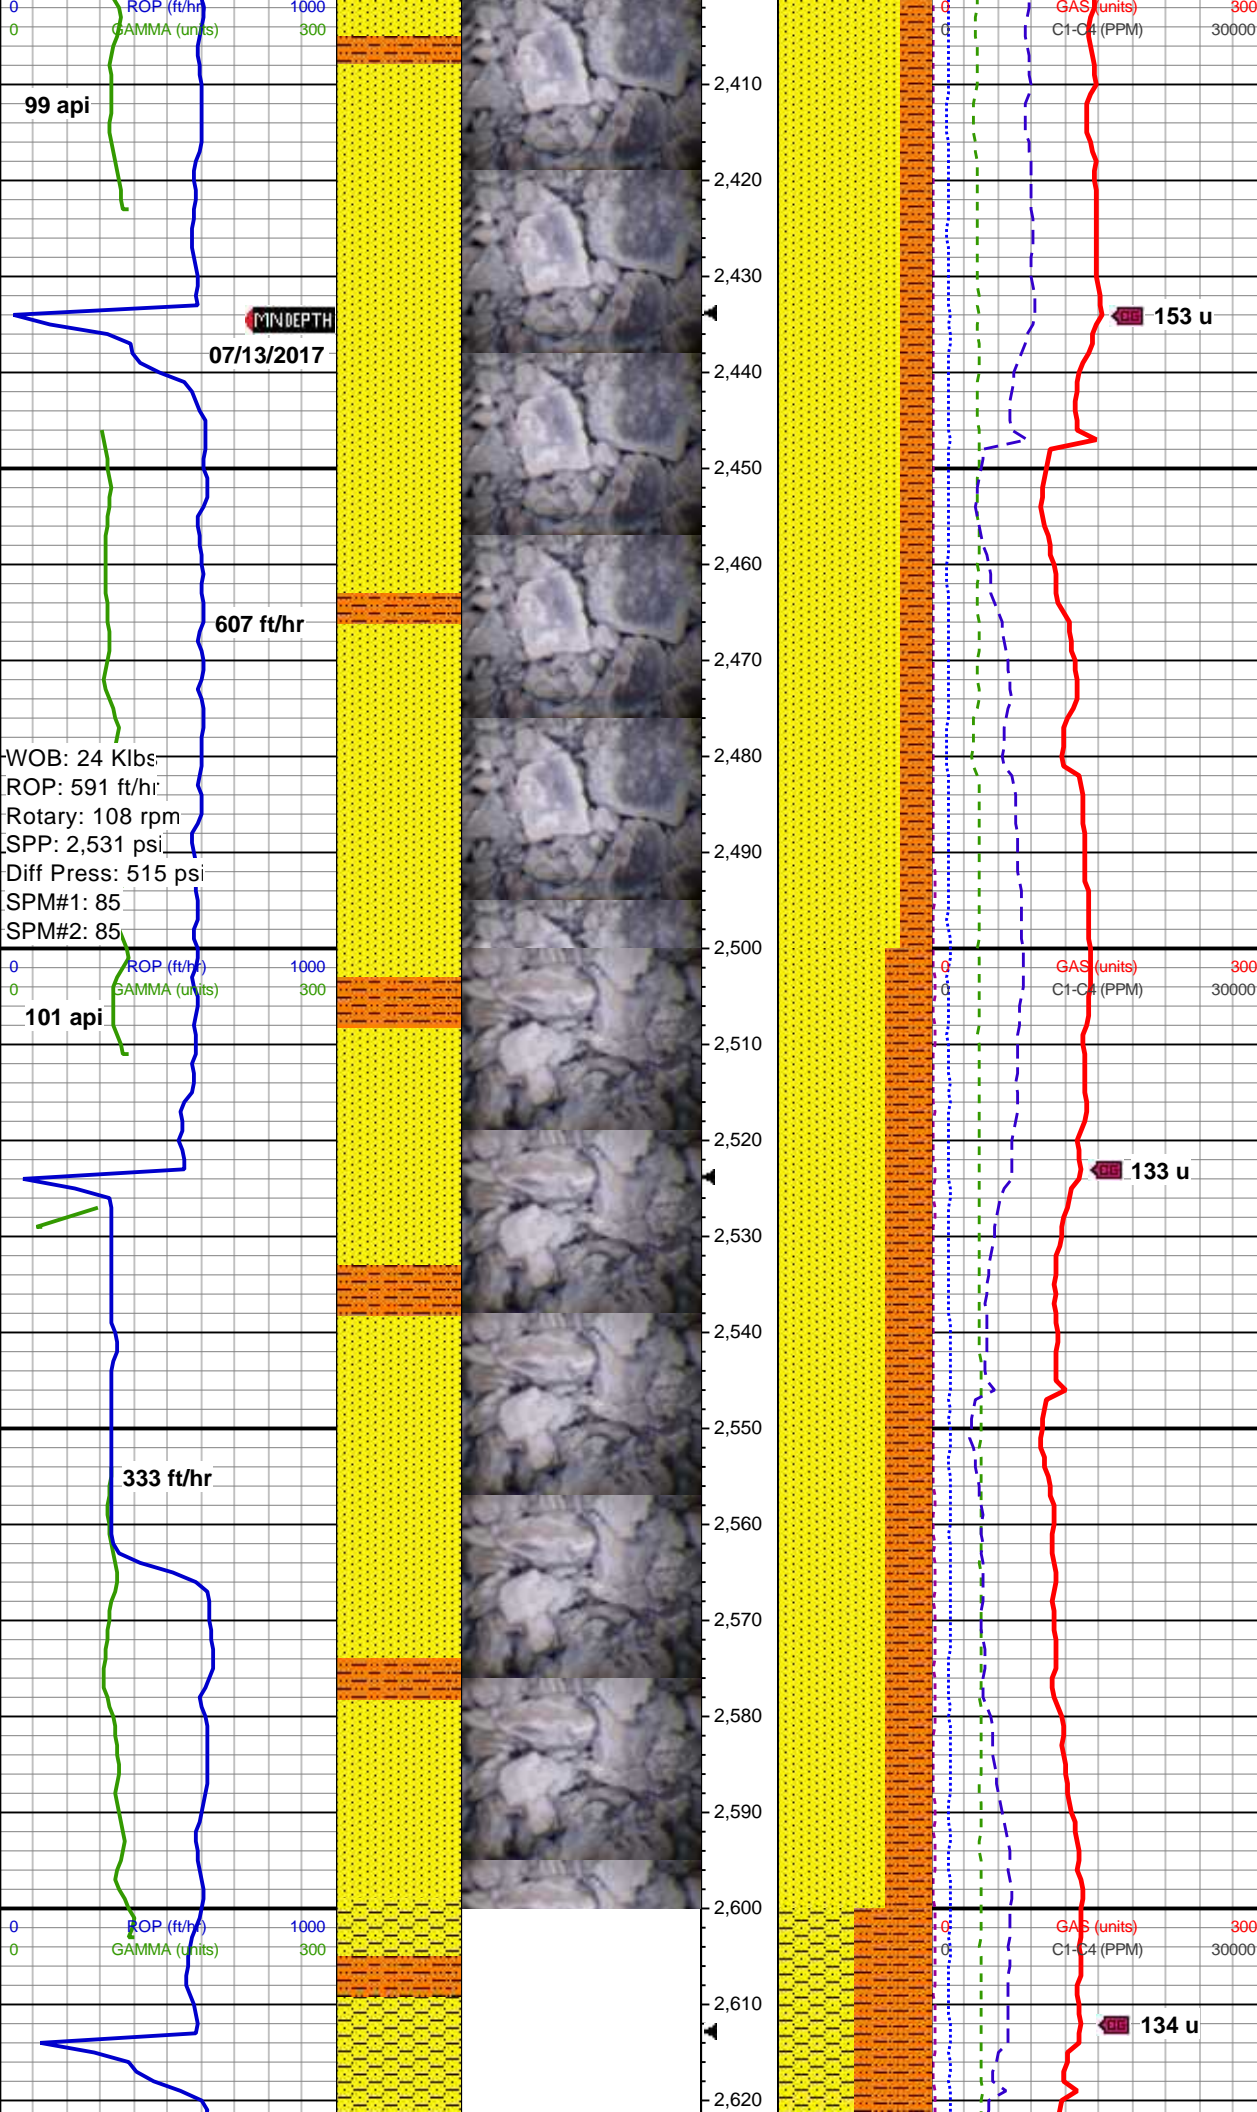 0 ROP (ft/hr) 1000 0 GAS (units) 300
0 GAMMA (units) 300 0 C1-C4 (PPM) 30000
2,410
99 api
2,420
2,430
MN DEPTH 153 u
07/13/2017
2,440
2,450
2,460
607 ft/hr
2,470
WOB: 24 Klbs 2,480
ROP: 591 ft/hr
Rotary: 108 rpm
SPP: 2,531 psi 2,490
Diff Press: 515 psi
SPM#1: 85
SPM#2: 85
2,500
0 ROP (ft/hr) 1000 0 GAS (units) 300
0 GAMMA (units) 300 0 C1-C4 (PPM) 30000
101 api
2,510
2,520
133 u
2,530
2,540
2,550
333 ft/hr
2,560
2,570
2,580
2,590
2,600
0 ROP (ft/hr) 1000 0 GAS (units) 300
0 GAMMA (units) 300 0 C1-C4 (PPM) 30000
2,610
134 u
2,620